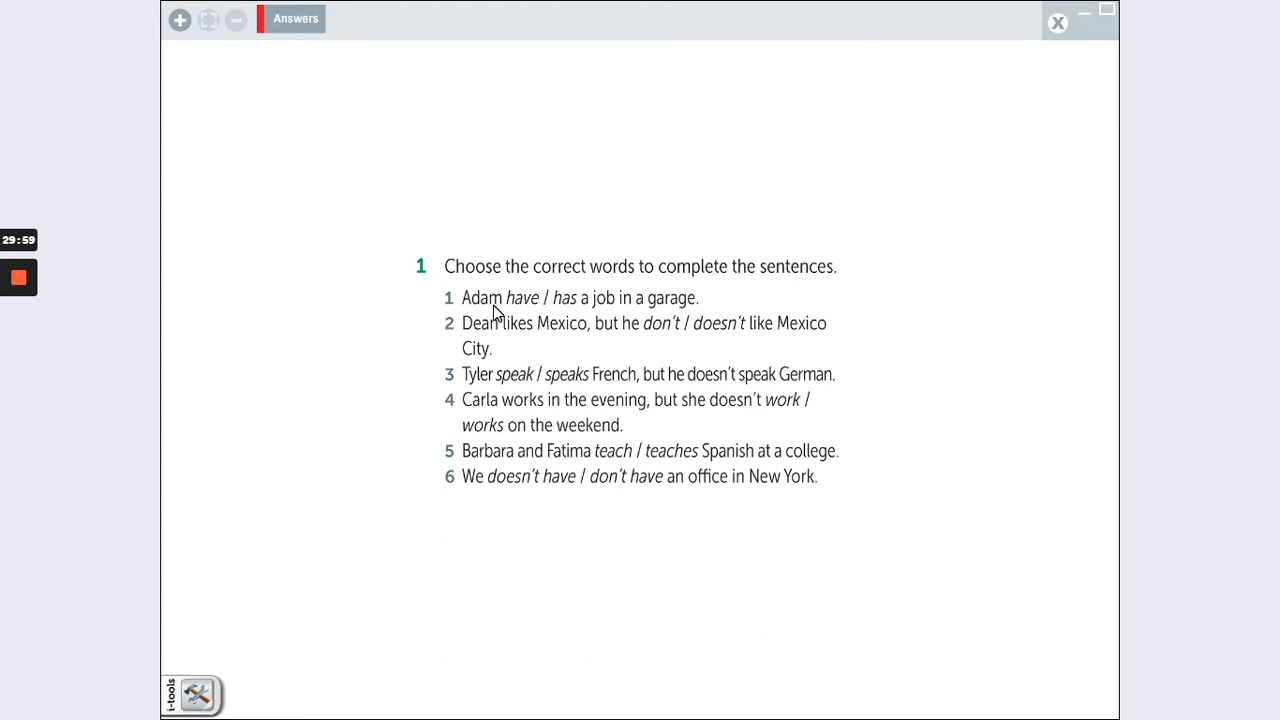 Answers
X
29:59
1 Choose the correct words to complete the sentences.
1 Adam have / has a job in a garage.
2 Dean likes Mexico, but he don't / doesn't like Mexico
City.
3 Tyler speak / speaks French, but he doesn't speak German.
4 Carla works in the evening, but she doesn't work /
works on the weekend.
5 Barbara and Fatima teach / teaches Spanish at a college.
6 We doesn't have / don't have an office in New York.
i-tools